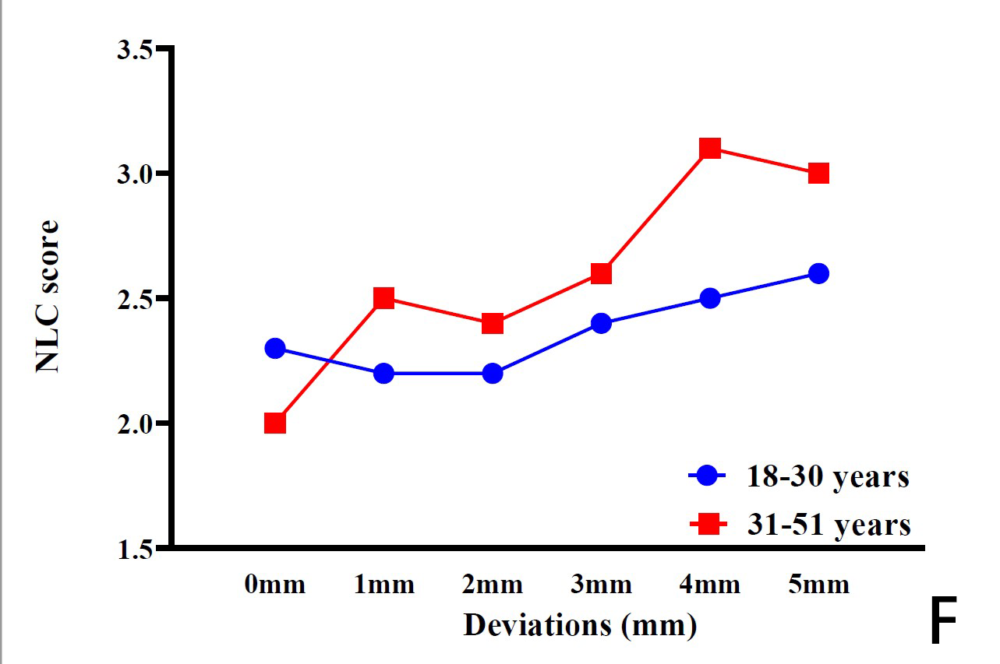 3.5
3.0
2.5
2.0
1.5
NLC score
18-30 years
31-51 years
0mm 1mm 2mm 3mm 4mm 5mm
Deviations (mm)
F